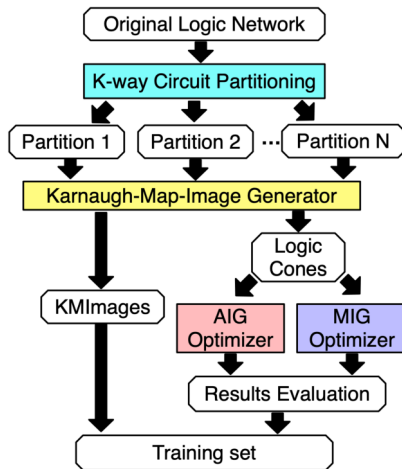 Original Logic Network
K-way Circuit Partitioning
Partition 1
Partition 2
...
Partition N
Karnaugh-Map-Image Generator
Logic
Cones
KMImages
AIG
Optimizer
MIG
Optimizer
Results Evaluation
Training set